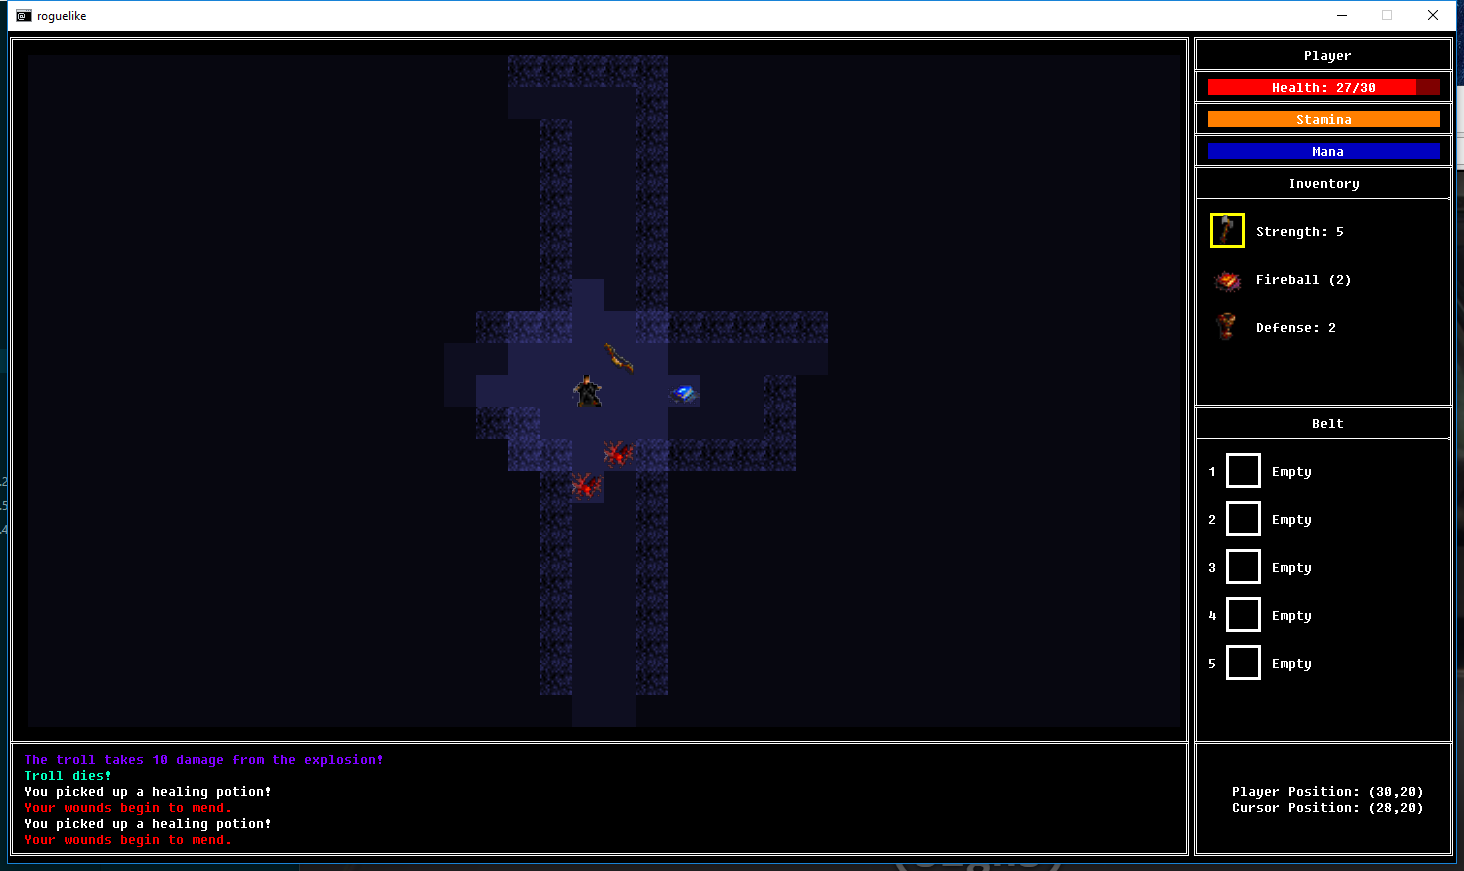 roguelike
Player
Health: 27/30
Stamina
Mana
Inventory
Strength: 5
Fireball (2)
Defense: 2
Belt
1 Empty
2 Empty
3 Empty
4 Empty
5 Empty
The troll takes 10 damage from the explosion!
Troll dies!
You picked up a healing potion!
Your wounds begin to mend.
You picked up a healing potion!
Your wounds begin to mend.
Player Position: (30,20)
Cursor Position: (28,20)